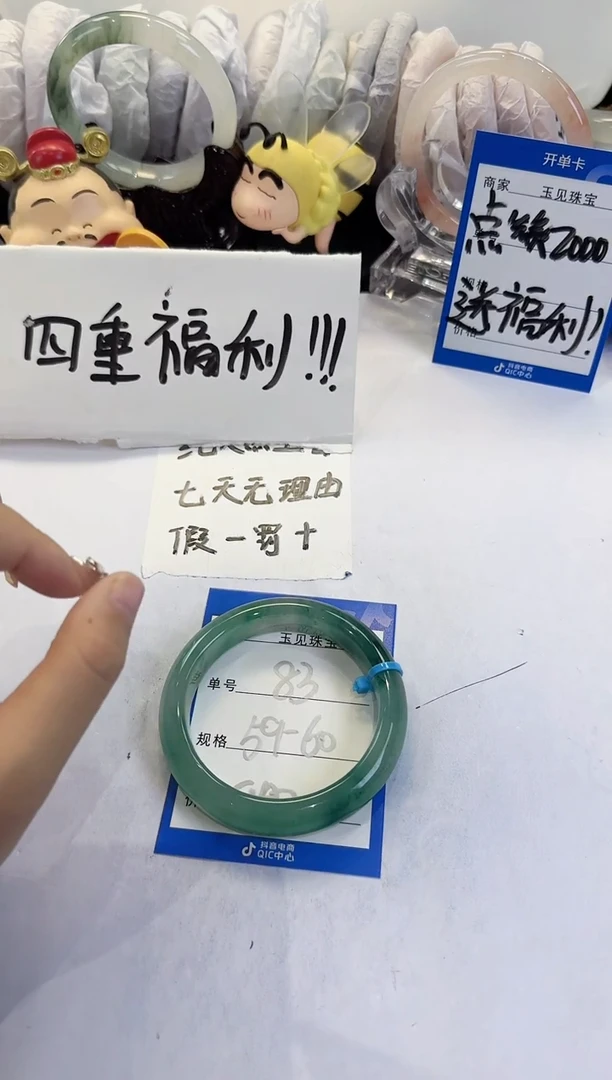 开单卡
商家 玉见珠宝
点赞2000
送福利!
抖音电商
QIC中心
四重福利!!!
七天无理由
假一罚十
玉见珠宝
单号 83
规格 59-60
抖音电商
QIC中心